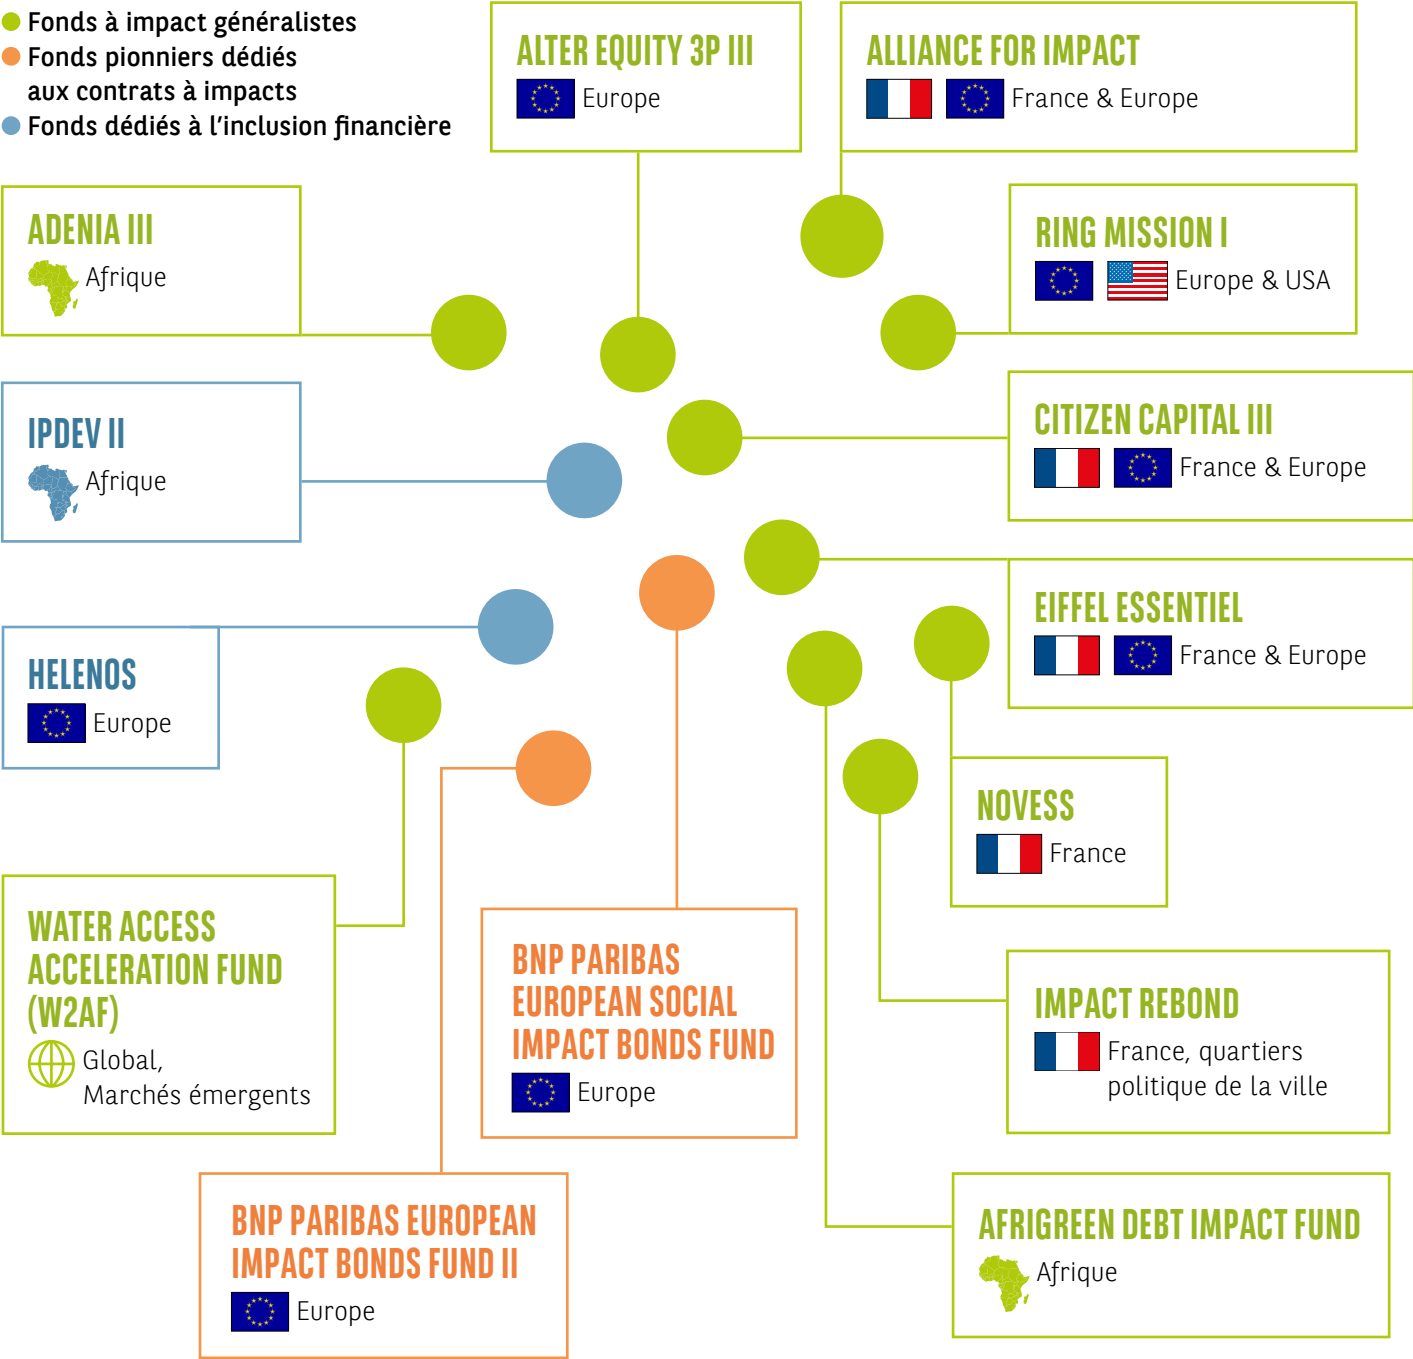 Fonds à impact généralistes
Fonds pionniers dédiés
aux contrats à impacts
Fonds dédiés à l'inclusion financière
ALTER EQUITY 3P III
Europe
ALLIANCE FOR IMPACT
France & Europe
ADENIA III
Afrique
RING MISSION I
Europe & USA
IPDEV II
Afrique
CITIZEN CAPITAL III
France & Europe
HELENOS
Europe
EIFFEL ESSENTIEL
France & Europe
NOVESS
France
WATER ACCESS
ACCELERATION FUND
(W2AF)
Global,
Marchés émergents
BNP PARIBAS
EUROPEAN SOCIAL
IMPACT BONDS FUND
Europe
IMPACT REBOND
France, quartiers
politique de la ville
BNP PARIBAS EUROPEAN
IMPACT BONDS FUND II
Europe
AFRIGREEN DEBT IMPACT FUND
Afrique